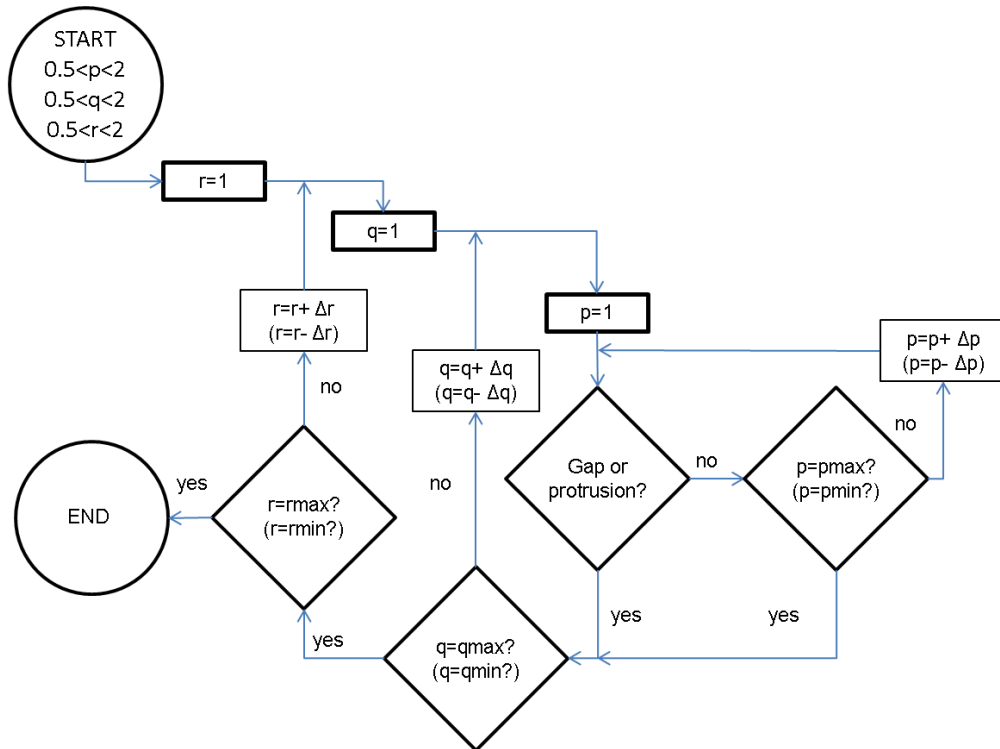 START
0.5<p<2
0.5<q<2
0.5<r<2
r=1
q=1
p=1
r=r+ Δr
(r=r- Δr)
q=q+ Δq
(q=q- Δq)
p=p+ Δp
(p=p- Δp)
no
no
no
no
Gap or
protrusion?
p=pmax?
(p=pmin?)
yes
END
r=rmax?
(r=rmin?)
yes
yes
yes
q=qmax?
(q=qmin?)